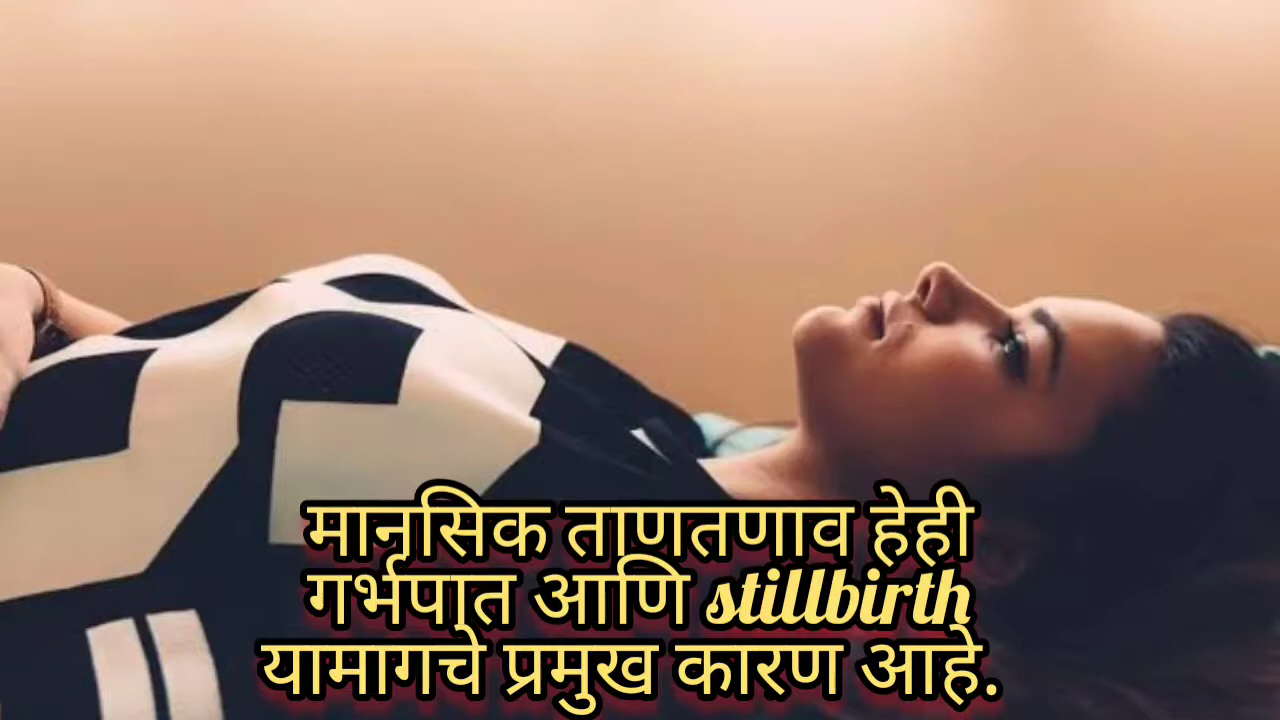 मानसिक ताणतणाव हेही
गर्भपात आणि stillbirth
यामागचे प्रमुख कारण आहे.